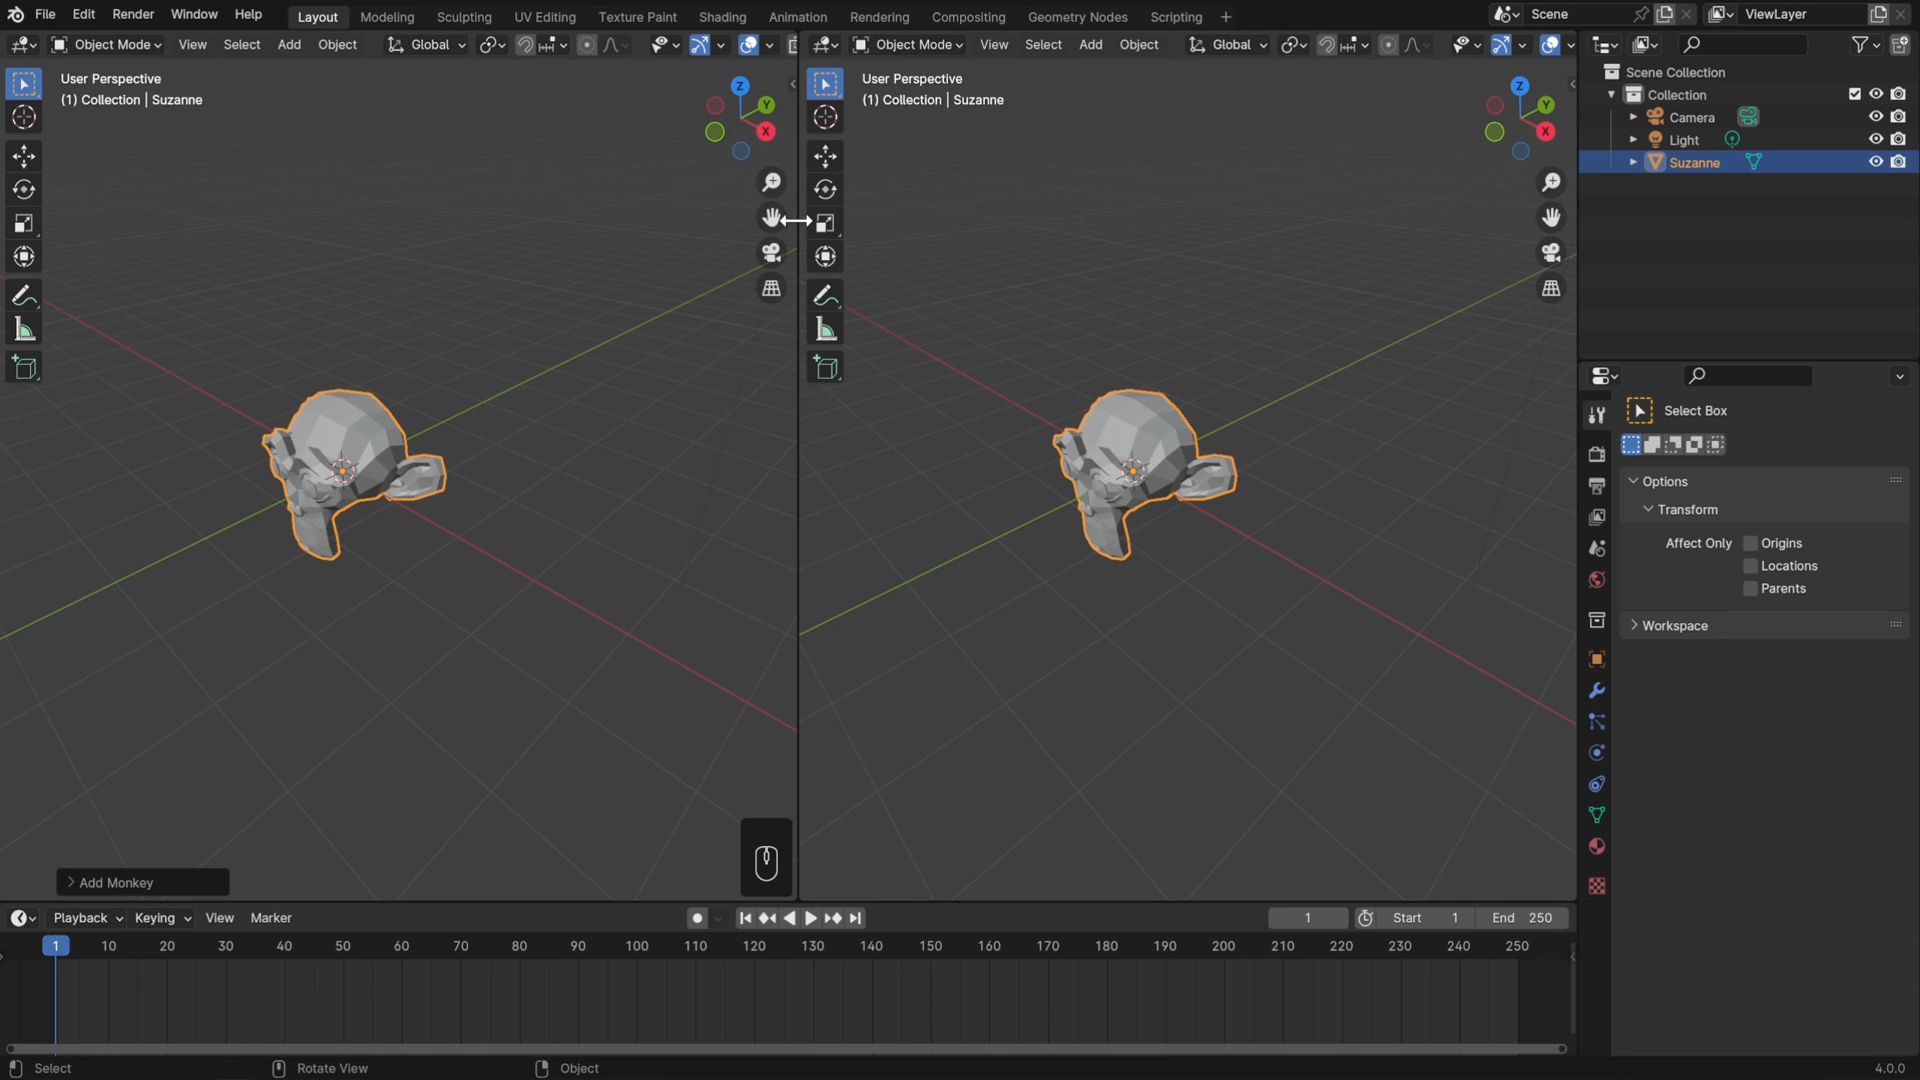 File Edit Render Window Help
Layout Modeling Sculpting UV Editing Texture Paint Shading Animation Rendering Compositing Geometry Nodes Scripting +
Scene
ViewLayer
Object Mode View Select Add Object Global
Object Mode View Select Add Object Global
User Perspective
(1) Collection | Suzanne
Z
Y
X
User Perspective
(1) Collection | Suzanne
Z
Y
X
Scene Collection
Collection
Camera
Light
Suzanne
Select Box
Options
Transform
Affect Only Origins
Locations
Parents
Workspace
Add Monkey
Playback Keying View Marker
1 Start 1 End 250
1 10 20 30 40 50 60 70 80 90 100 110 120 130 140 150 160 170 180 190 200 210 220 230 240 250
Select Rotate View Object 4.0.0